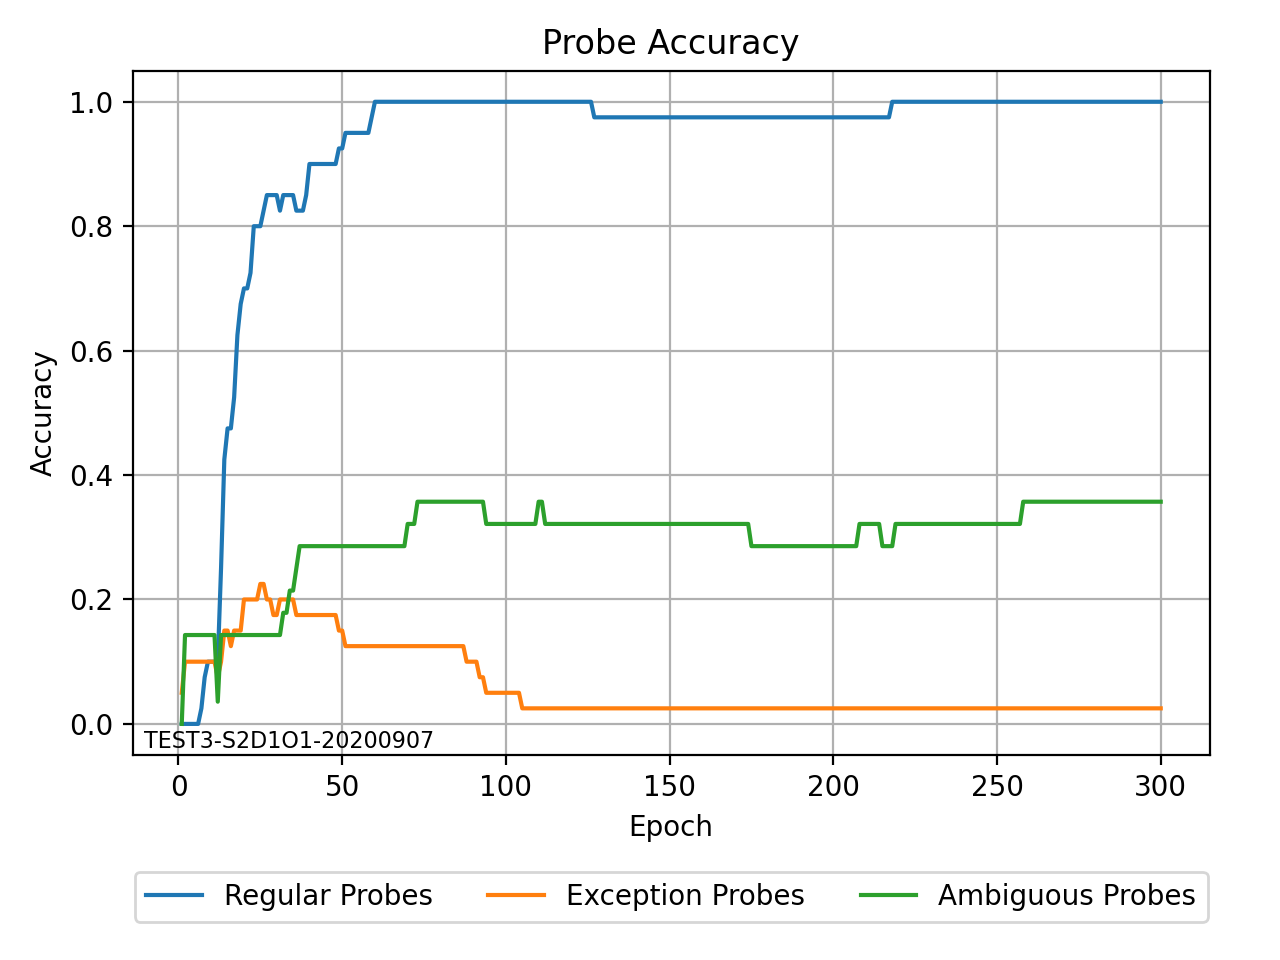 Probe Accuracy
1.0
0.8
0.6
0.4
0.2
0.0
Accuracy
TEST3-S2D1O1-20200907
0 50 100 150 200 250 300
Epoch
Regular Probes Exception Probes Ambiguous Probes